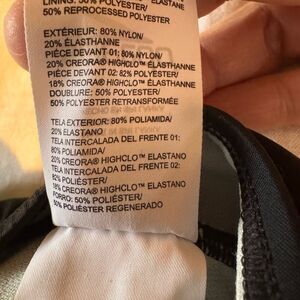 LINING: 50% POLYESTER/
50% REPROCESSED POLYESTER
EXTÉRIEUR: 80% NYLON/
20% ÉLASTHANNE
PIÈCE DEVANT 01: 80% NYLON/
20% CREORA® HIGHCLO™ ÉLASTHANNE
PIÈCE DEVANT 02: 82% POLYESTER/
18% CREORA® HIGHCLO™ ÉLASTHANNE
DOUBLURE: 50% POLYESTER/
50% POLYESTER RETRANSFORMÉE
TELA EXTERIOR: 80% POLIAMIDA/
20% ELASTANO
TELA INTERCALADA DEL FRENTE 01:
80% POLIAMIDA/
20% CREORA® HIGHCLO™ ELASTANO
TELA INTERCALADA DEL FRENTE 02:
82% POLIÉSTER/
18% CREORA® HIGHCLO™ ELASTANO
FORRO: 50% POLIÉSTER/
50% POLIÉSTER REGENERADO